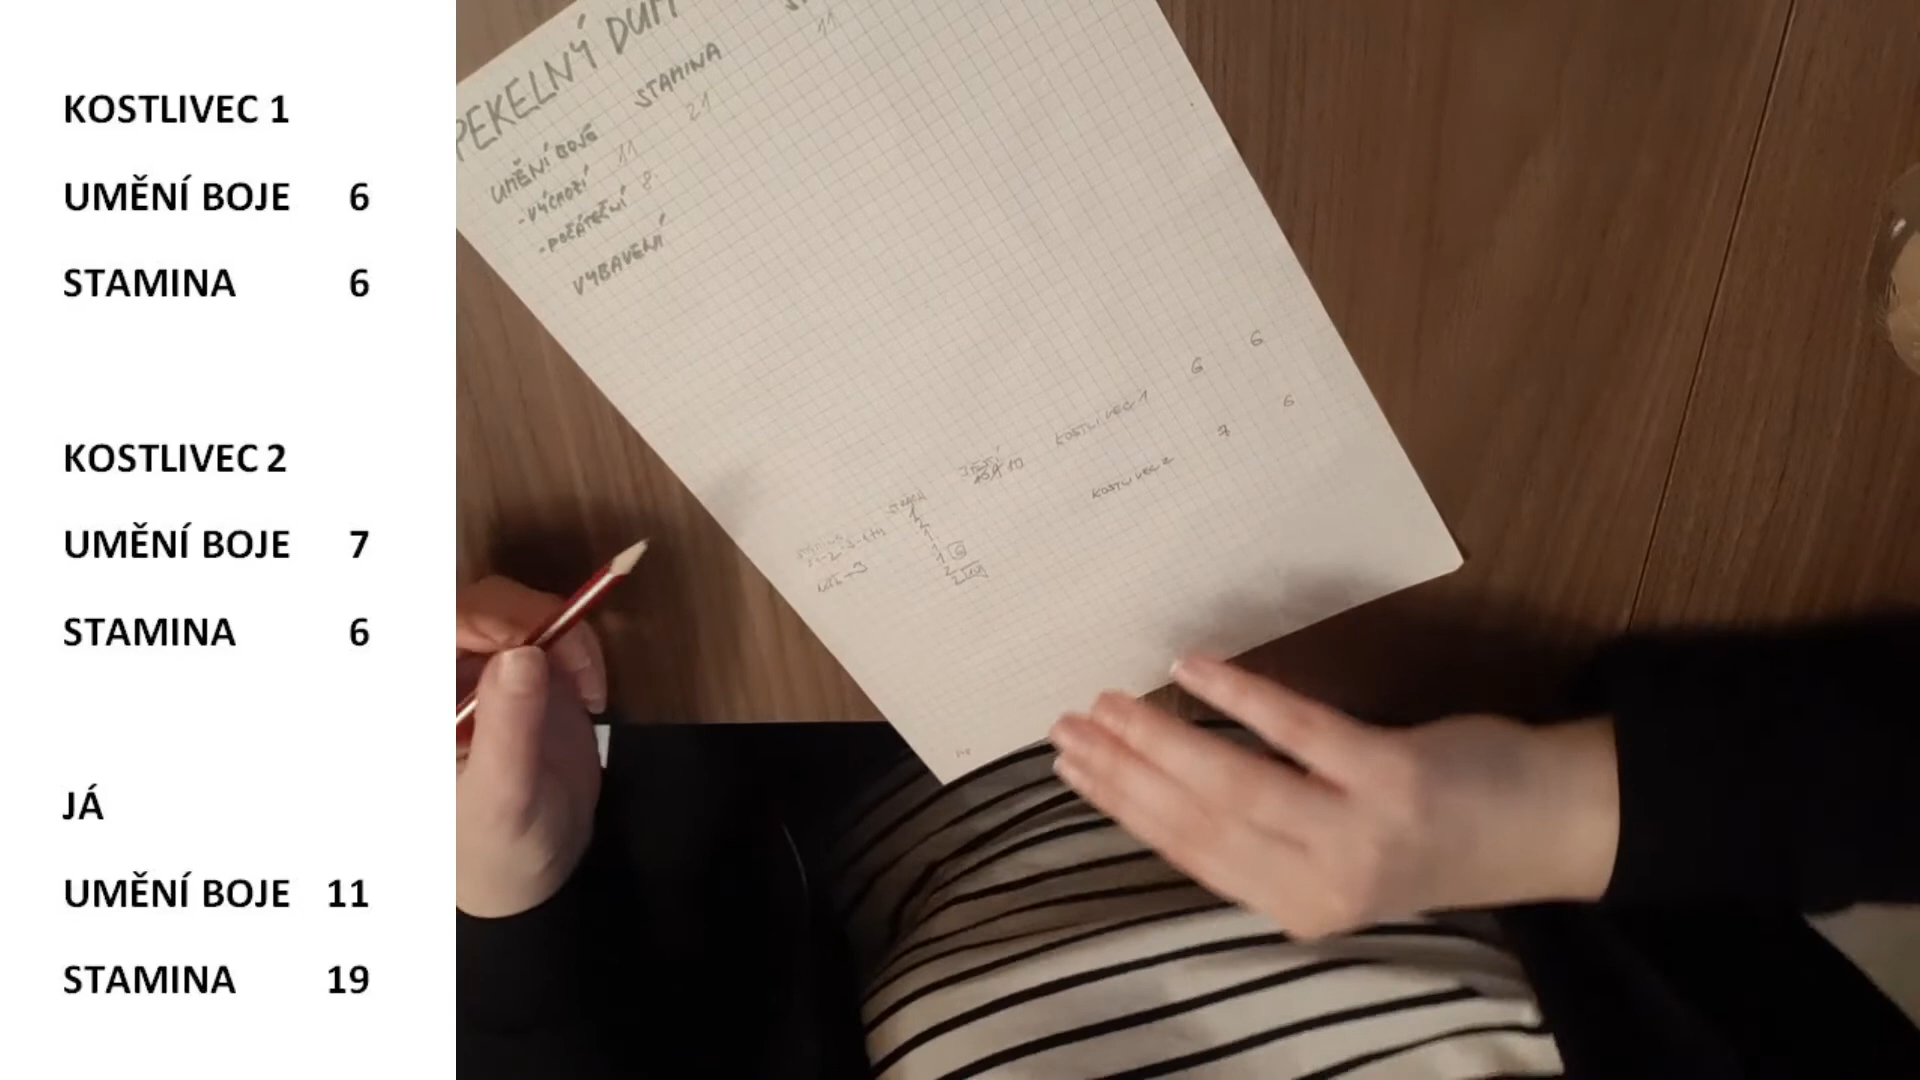 KOSTLIVEC 1
UMĚNÍ BOJE 6
STAMINA 6
KOSTLIVEC 2
UMĚNÍ BOJE 7
STAMINA 6
JÁ
UMĚNÍ BOJE 11
STAMINA 19
PEKELNÝ DUM
UMĚNÍ BOJE STAMINA
- VÝCHOZÍ 11 21 11
- POČÁTEČNÍ 8
VYBAVENÍ
KOSTLIVEC 1 6 6
KOSTLIVEC 2 7 6